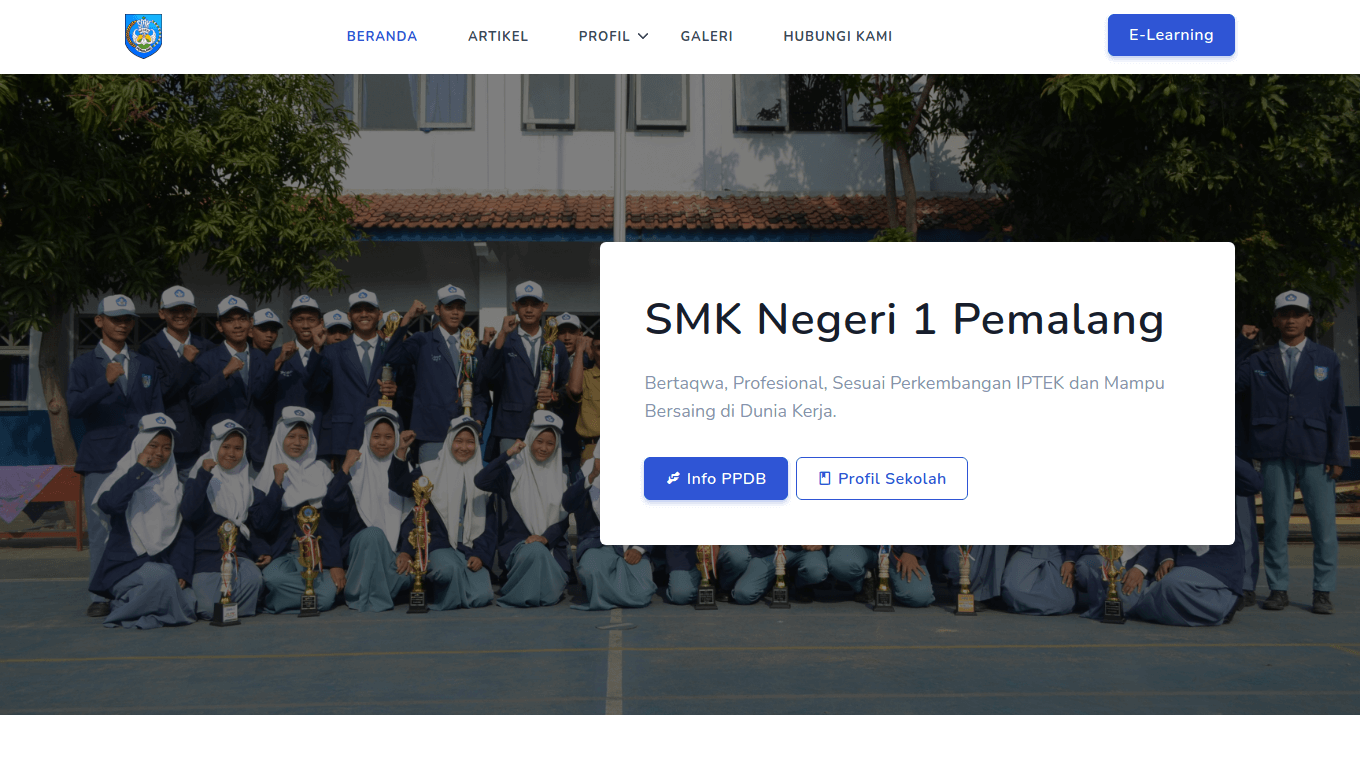 SMK
BERANDA
ARTIKEL
PROFIL
GALERI
HUBUNGI KAMI
E-Learning
SMK Negeri 1 Pemalang
Bertaqwa, Profesional, Sesuai Perkembangan IPTEK dan Mampu
Bersaing di Dunia Kerja.
Info PPDB
Profil Sekolah